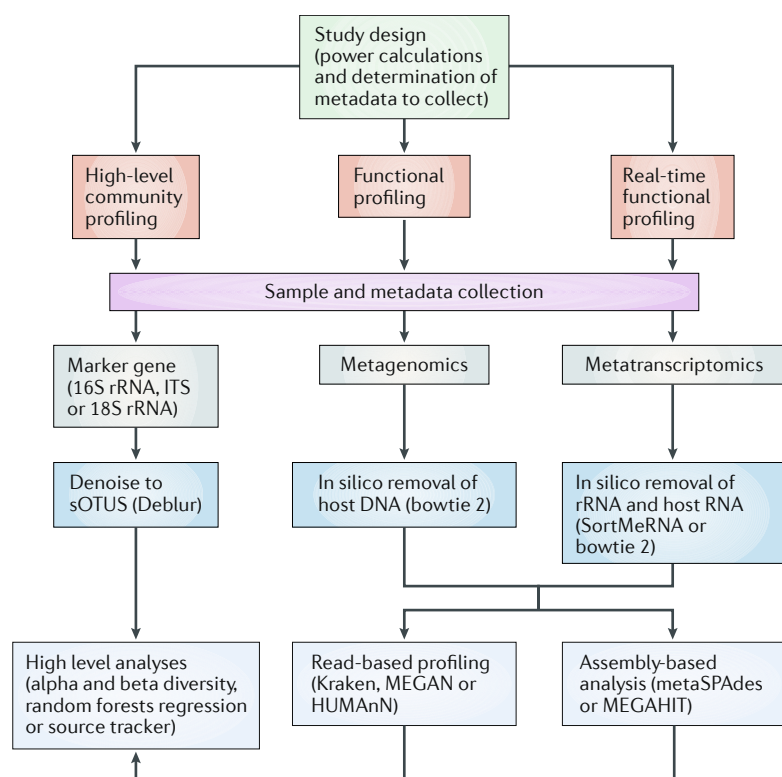 Study design
(power calculations
and determination of
metadata to collect)
High-level
community
profiling
Functional
profiling
Real-time
functional
profiling
Sample and metadata collection
Marker gene
(16S rRNA, ITS
or 18S rRNA)
Metagenomics
Metatranscriptomics
Denoise to
sOTUS (Deblur)
In silico removal of
host DNA (bowtie 2)
In silico removal of
rRNA and host RNA
(SortMeRNA or
bowtie 2)
High level analyses
(alpha and beta diversity,
random forests regression
or source tracker)
Read-based profiling
(Kraken, MEGAN or
HUMAnN)
Assembly-based
analysis (metaSPAdes
or MEGAHIT)